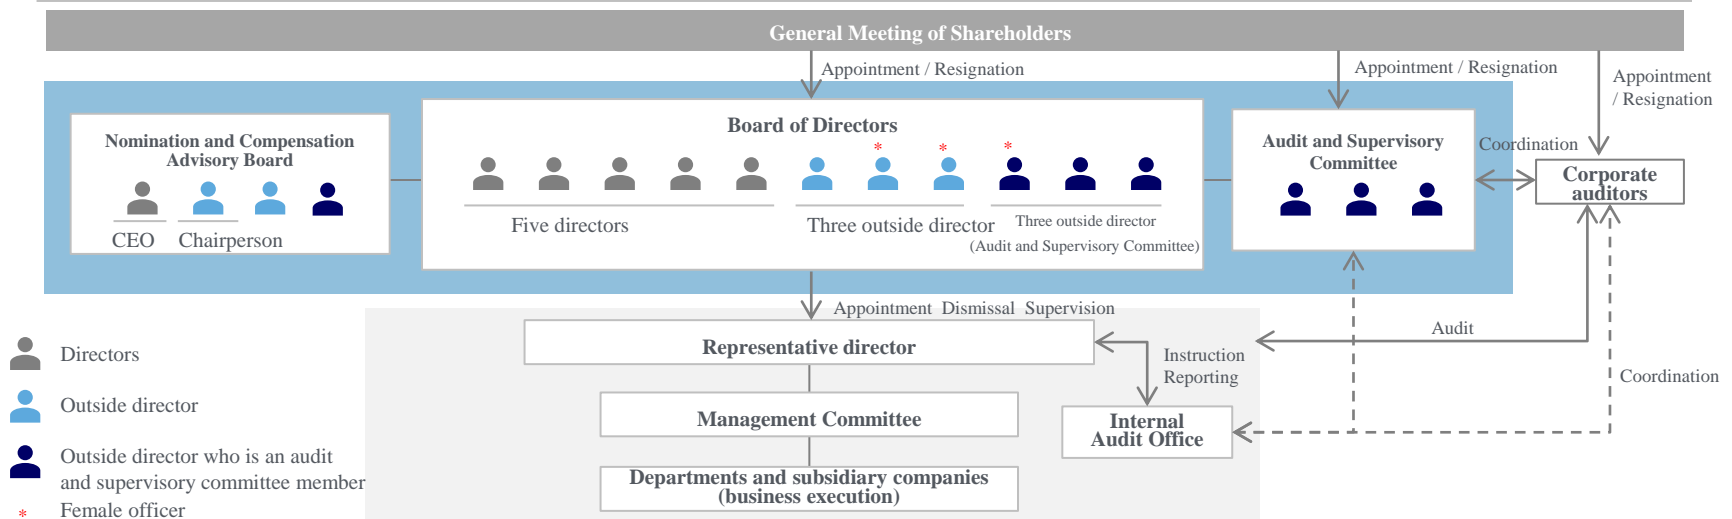 General Meeting of Shareholders
Appointment / Resignation
Appointment / Resignation
Appointment
/ Resignation
Nomination and Compensation
Advisory Board
CEO
Chairperson
Board of Directors
*
*
*
Five directors
Three outside director
Three outside director
(Audit and Supervisory Committee)
Audit and Supervisory
Committee
Coordination
Corporate
auditors
Appointment Dismissal Supervision
Representative director
Audit
Instruction
Reporting
Coordination
Management Committee
Internal
Audit Office
Departments and subsidiary companies
(business execution)
Directors
Outside director
Outside director who is an audit
and supervisory committee member
* Female officer